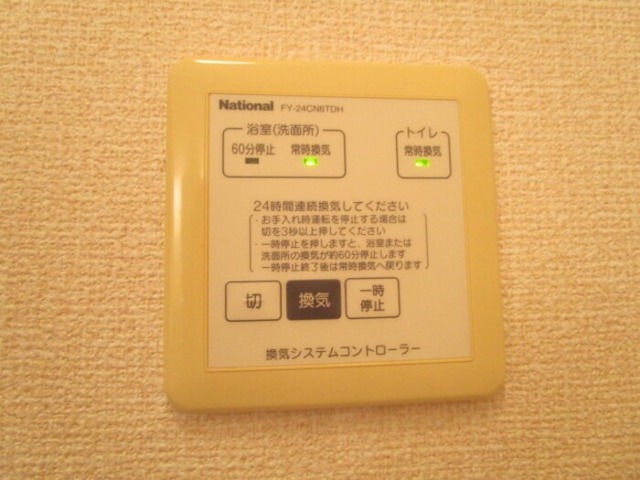 National FY-24CN6TDH
浴室(洗面所)
トイレ
60分停止 常時換気
常時換気
24時間連続換気してください
・お手入れ時運転を停止する場合は
切を3秒以上押してください
・一時停止を押しますと、浴室または
洗面所の換気が約60分停止します
一時停止終了後は常時換気へ戻ります
切
換気
一時
停止
換気システムコントローラー